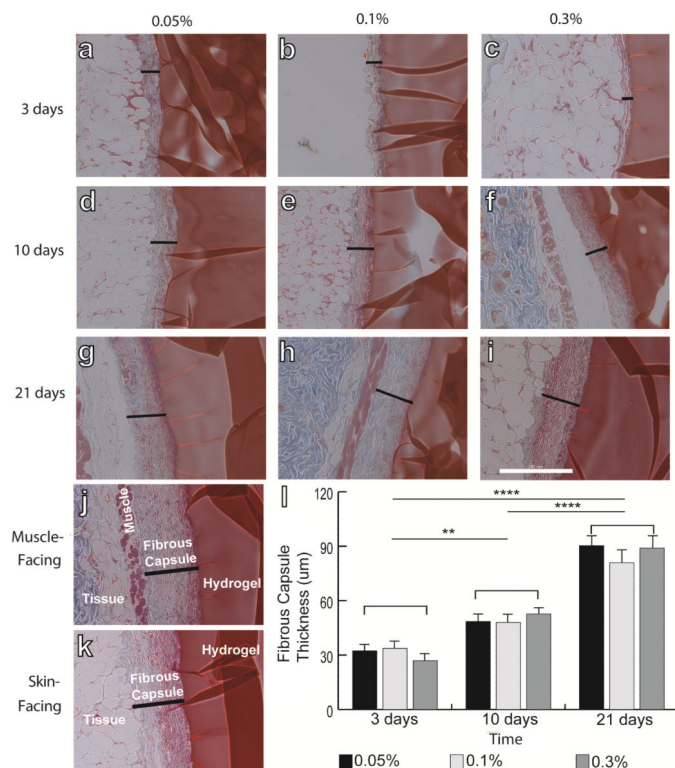 0.05% 0.1% 0.3%
3 days
a
b
c
10 days
d
e
f
21 days
g
h
i
Muscle-
Facing
j
Muscle
Fibrous
Capsule
Tissue
Hydrogel
Skin-
Facing
k
Hydrogel
Fibrous
Capsule
Tissue
l
Fibrous Capsule
Thickness (um)
120
90
60
30
0
****
****
**
3 days 10 days 21 days
Time
0.05% 0.1% 0.3%